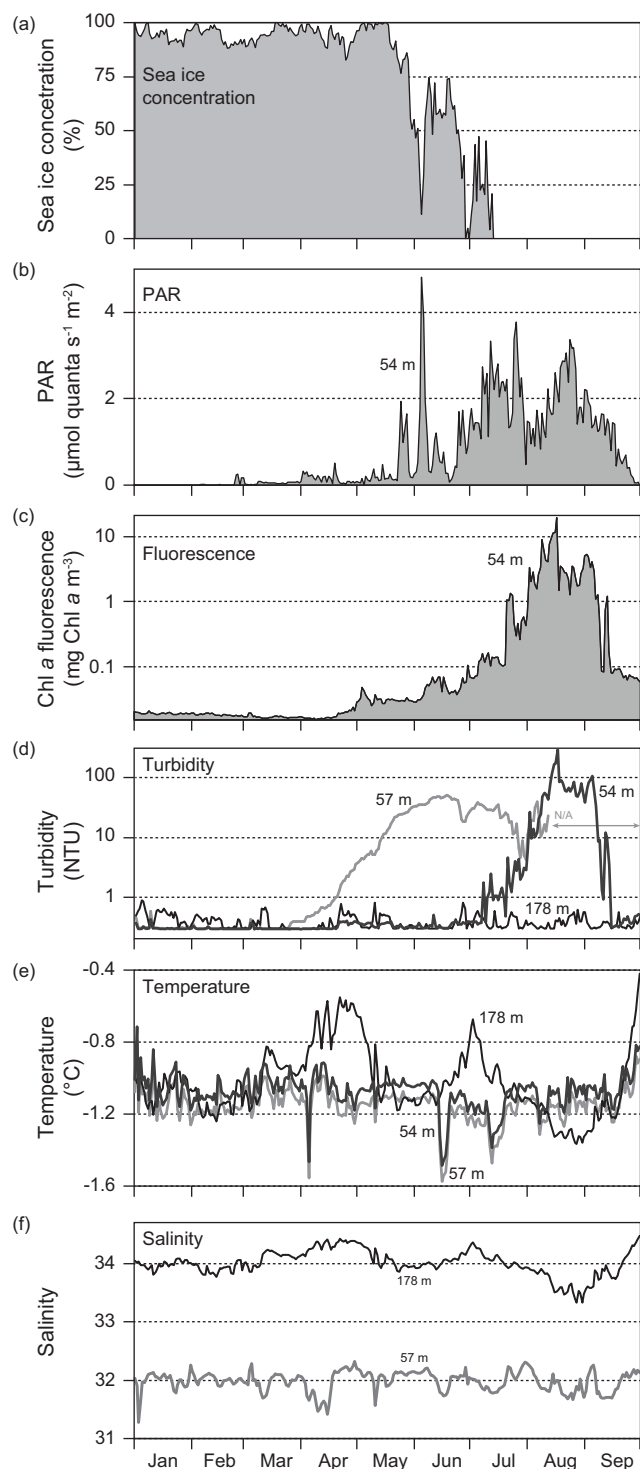 (a)
100
75
50
25
0
Sea ice concetration
(%)
Sea ice
concentration
(b)
4
2
0
PAR
(µmol quanta s-1 m-2)
PAR
54 m
(c)
10
1
0.1
Chl a fluorescence
(mg Chl a m-3)
Fluorescence
54 m
(d)
100
10
1
Turbidity
(NTU)
Turbidity
57 m
54 m
N/A
178 m
(e)
-0.4
-0.8
-1.2
-1.6
Temperature
(°C)
Temperature
178 m
54 m
57 m
(f)
34
33
32
31
Salinity
Salinity
178 m
57 m
Jan Feb Mar Apr May Jun Jul Aug Sep